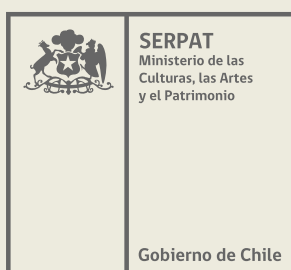 SERPAT
Ministerio de las
Culturas, las Artes
y el Patrimonio
Gobierno de Chile